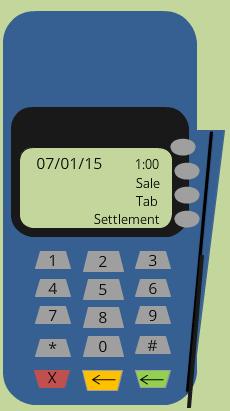 07/01/15 1:00
Sale
Tab
Settlement
1 2 3
4 5 6
7 8 9
* 0 #
X ← ←